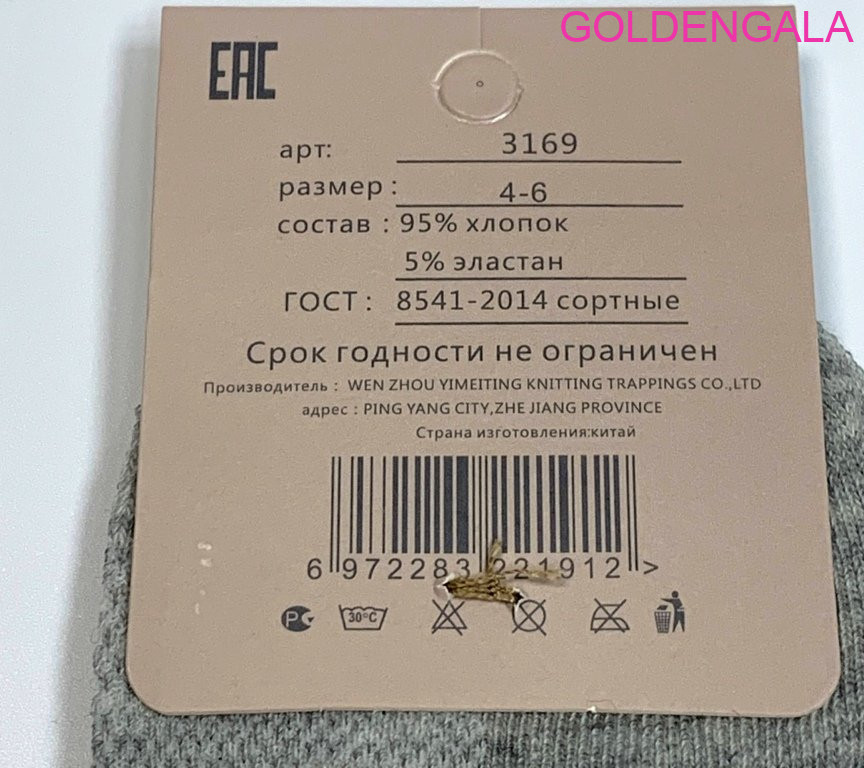 GOLDENGALA
EAC
арт: 3169
размер : 4-6
состав : 95% хлопок
5% эластан
ГОСТ : 8541-2014 сортные
Срок годности не ограничен
Производитель : WEN ZHOU YIMEITING KNITTING TRAPPINGS CO.,LTD
адрес : PING YANG CITY,ZHE JIANG PROVINCE
Страна изготовления:китай
6 972283 221912 >
РС 30°C